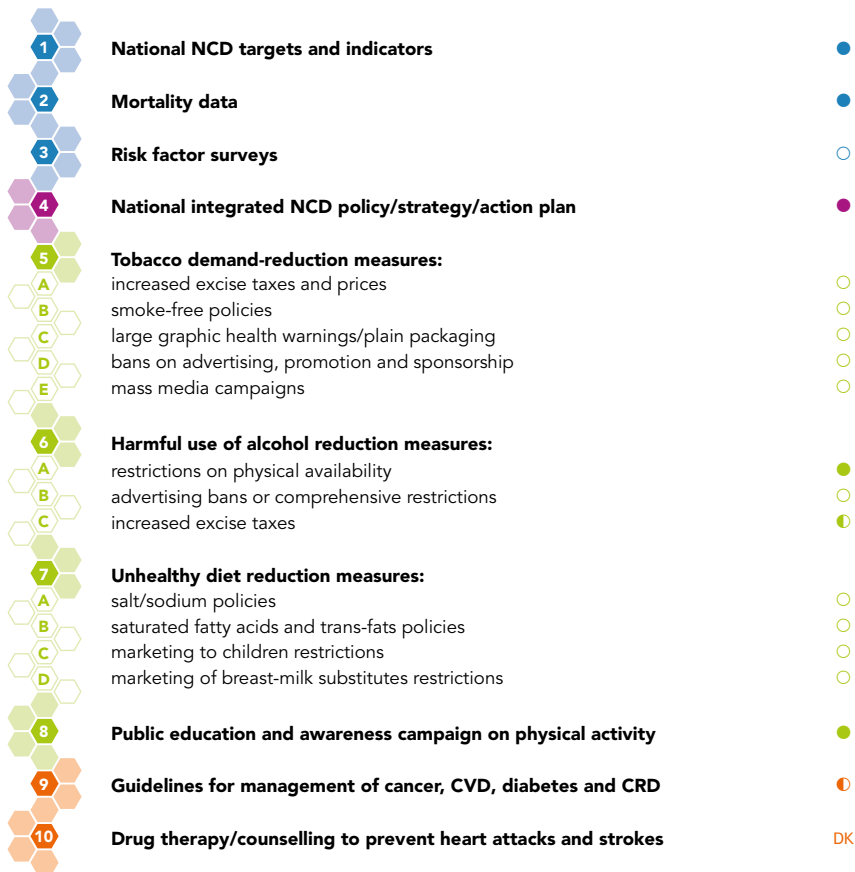 1 National NCD targets and indicators ●
2 Mortality data ●
3 Risk factor surveys ○
4 National integrated NCD policy/strategy/action plan ●
5 Tobacco demand-reduction measures:
A increased excise taxes and prices ○
B smoke-free policies ○
C large graphic health warnings/plain packaging ○
D bans on advertising, promotion and sponsorship ○
E mass media campaigns ○
6 Harmful use of alcohol reduction measures:
A restrictions on physical availability ●
B advertising bans or comprehensive restrictions ○
C increased excise taxes ◐
7 Unhealthy diet reduction measures:
A salt/sodium policies ○
B saturated fatty acids and trans-fats policies ○
C marketing to children restrictions ○
D marketing of breast-milk substitutes restrictions ○
8 Public education and awareness campaign on physical activity ●
9 Guidelines for management of cancer, CVD, diabetes and CRD ◐
10 Drug therapy/counselling to prevent heart attacks and strokes DK